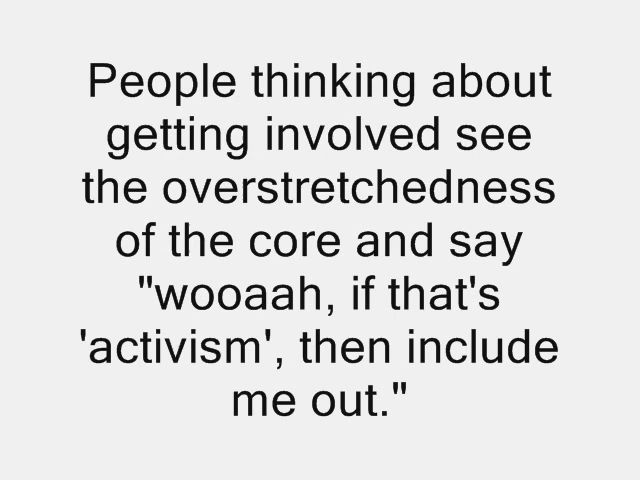 People thinking about
getting involved see
the overstretchedness
of the core and say
"wooaah, if that's
'activism', then include
me out."